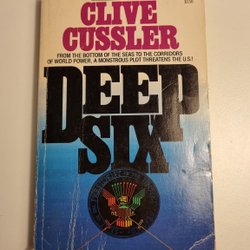 CLIVE
CUSSLER
FROM THE BOTTOM OF THE SEAS TO THE CORRIDORS
OF WORLD POWER, A MONSTROUS PLOT THREATENS THE U.S.!
DEEP
SIX